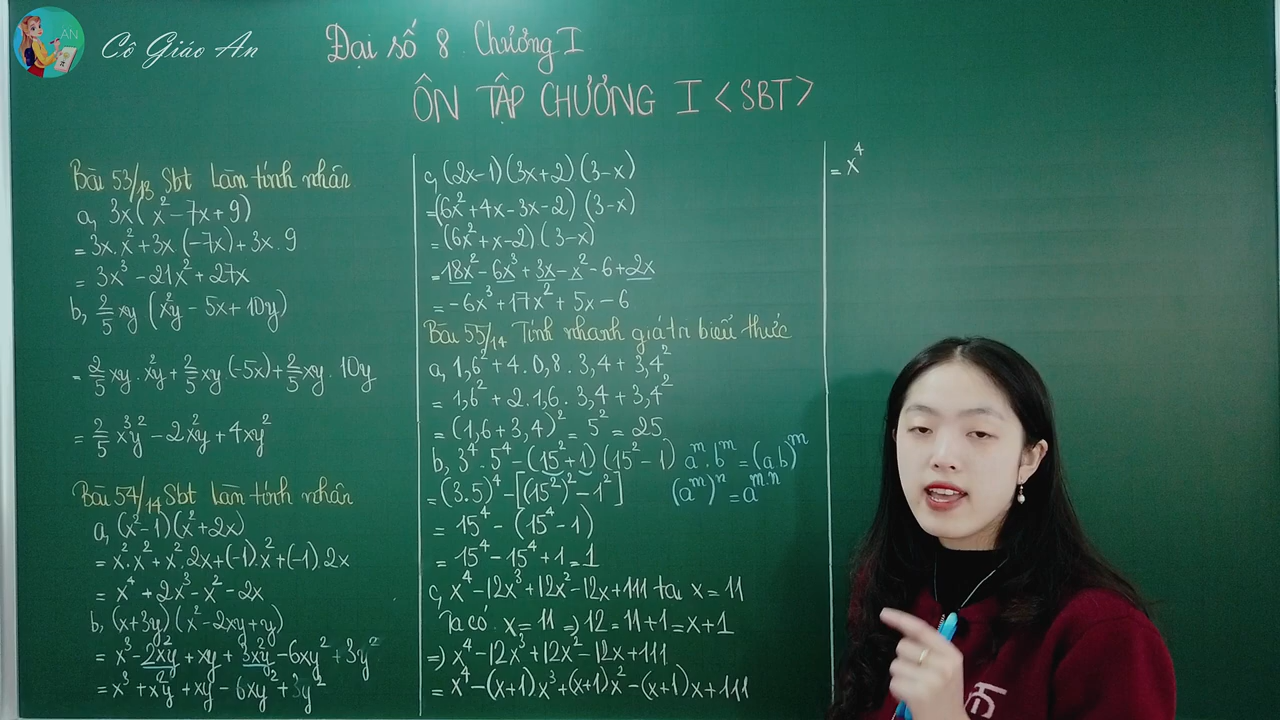 AN
Cô Giáo An
Đại số 8. Chương I
ÔN TẬP CHƯƠNG I <SBT>
Bài 53/13 Sbt Làm tính nhân
a, 3x(x²-7x+9)
= 3x.x²+3x(-7x)+3x.9
= 3x³-21x²+27x
b, 2/5 xy (x²y-5x+10y)
= 2/5 xy.x²y+2/5 xy.(-5x)+2/5 xy.10y
= 2/5 x³y²-2x²y+4xy²
Bài 54/14 Sbt Làm tính nhân
a, (x²-1)(x²+2x)
= x².x²+x².2x+(-1).x²+(-1).2x
= x⁴+2x³-x²-2x
b, (x+3y)(x²-2xy+y)
= x³-2x²y+xy+3x²y-6xy²+3y²
= x³+x²y+xy-6xy²+3y²
c, (2x-1)(3x+2)(3-x)
=(6x²+4x-3x-2)(3-x)
= (6x²+x-2)(3-x)
= 18x²-6x³+3x-x²-6+2x
= -6x³+17x²+5x-6
Bài 55/14 Tính nhanh giá trị biểu thức
a, 1,6²+4.0,8.3,4+3,4²
= 1,6²+2.1,6.3,4+3,4²
= (1,6+3,4)²=5²=25
b, 3⁴.5⁴-(15²+1)(15²-1) aᵐ.bᵐ=(a.b)ᵐ
= (3.5)⁴-[(15²)²-1²] (aᵐ)ⁿ=aᵐ·ⁿ
= 15⁴-(15⁴-1)
= 15⁴-15⁴+1=1
c, x⁴-12x³+12x²-12x+111 tại x=11
Ta có: x=11 => 12=11+1=x+1
=> x⁴-12x³+12x²-12x+111
= x⁴-(x+1)x³+(x+1)x²-(x+1)x+111
= x⁴